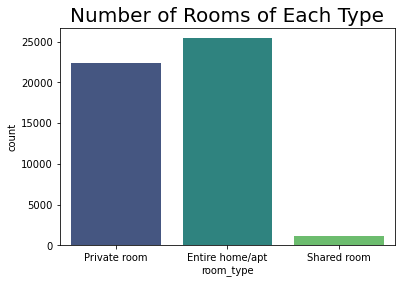 Number of Rooms of Each Type
25000
20000
15000
10000
5000
0
count
Private room Entire home/apt Shared room
room_type